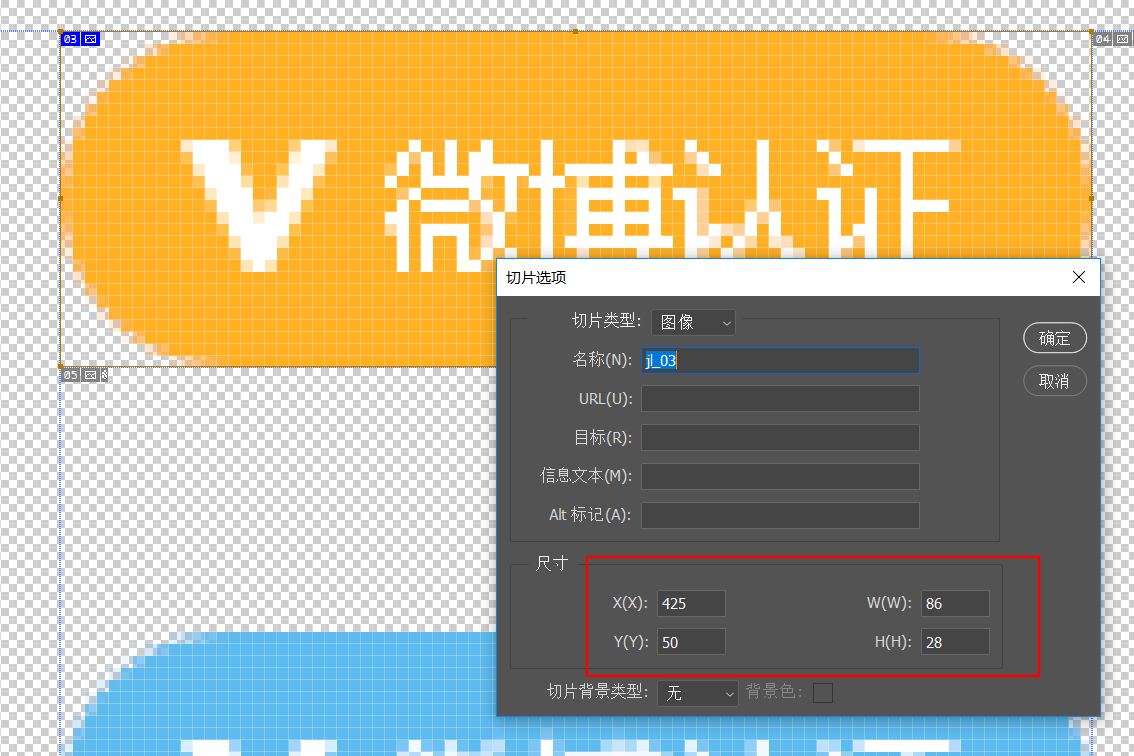 03
04
V 微博认证
05
切片选项
切片类型: 图像
确定
名称(N): jl_03
取消
URL(U):
目标(R):
信息文本(M):
Alt 标记(A):
尺寸
X(X): 425 W(W): 86
Y(Y): 50 H(H): 28
切片背景类型: 无 背景色: